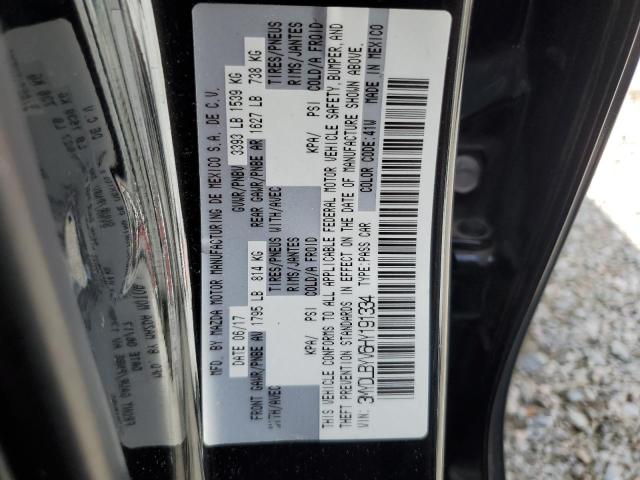 MFG. BY MAZDA MOTOR MANUFACTURING DE MEXICO S.A. DE C.V.
DATE 06/17 GVWR/PNBV 3393 LB 1539 KG
FRONT GAWR/PNBE AV 1795 LB 814 KG REAR GAWR/PNBE AR 1627 LB 738 KG
WITH/AVEC TIRES/PNEUS WITH/AVEC TIRES/PNEUS
RIMS/JANTES RIMS/JANTES
KPA/ PSI COLD/A FROID KPA/ PSI COLD/A FROID
THIS VEHICLE CONFORMS TO ALL APPLICABLE FEDERAL MOTOR VEHICLE SAFETY, BUMPER, AND
THEFT PREVENTION STANDARDS IN EFFECT ON THE DATE OF MANUFACTURE SHOWN ABOVE.
VIN: 3MYDLBYV6HY191334 TYPE:PASS CAR COLOR CODE:41W MADE IN MEXICO